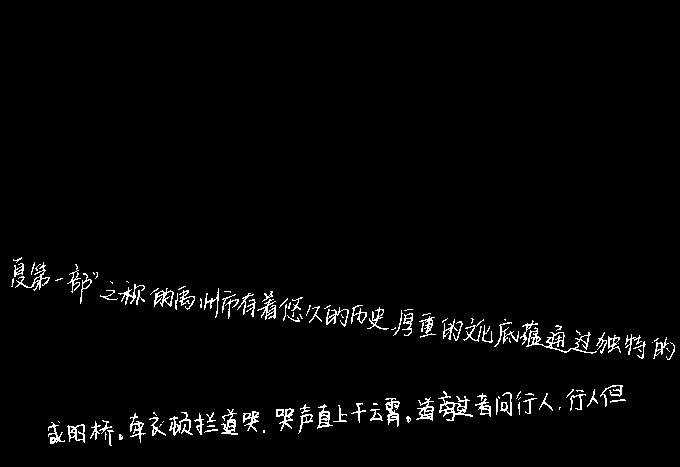 夏第一部”之称的禹州市有着悠久的历史,厚重的文化底蕴通过独特的
咸阳桥。牵衣顿拦道哭,哭声直上干云霄。道旁过者问行人,行人但